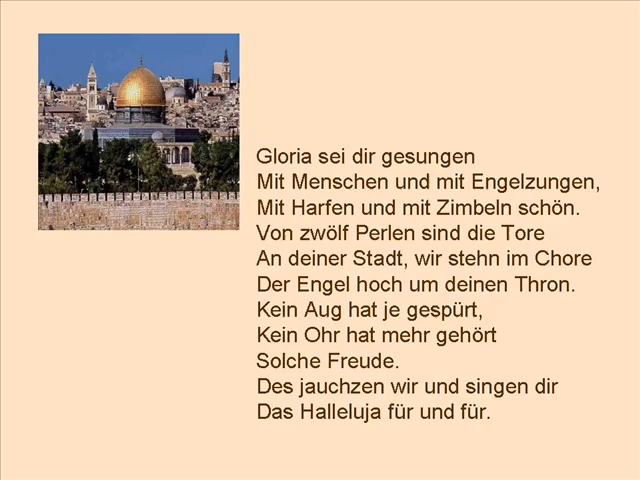 Gloria sei dir gesungen
Mit Menschen und mit Engelzungen,
Mit Harfen und mit Zimbeln schön.
Von zwölf Perlen sind die Tore
An deiner Stadt, wir stehn im Chore
Der Engel hoch um deinen Thron.
Kein Aug hat je gespürt,
Kein Ohr hat mehr gehört
Solche Freude.
Des jauchzen wir und singen dir
Das Halleluja für und für.